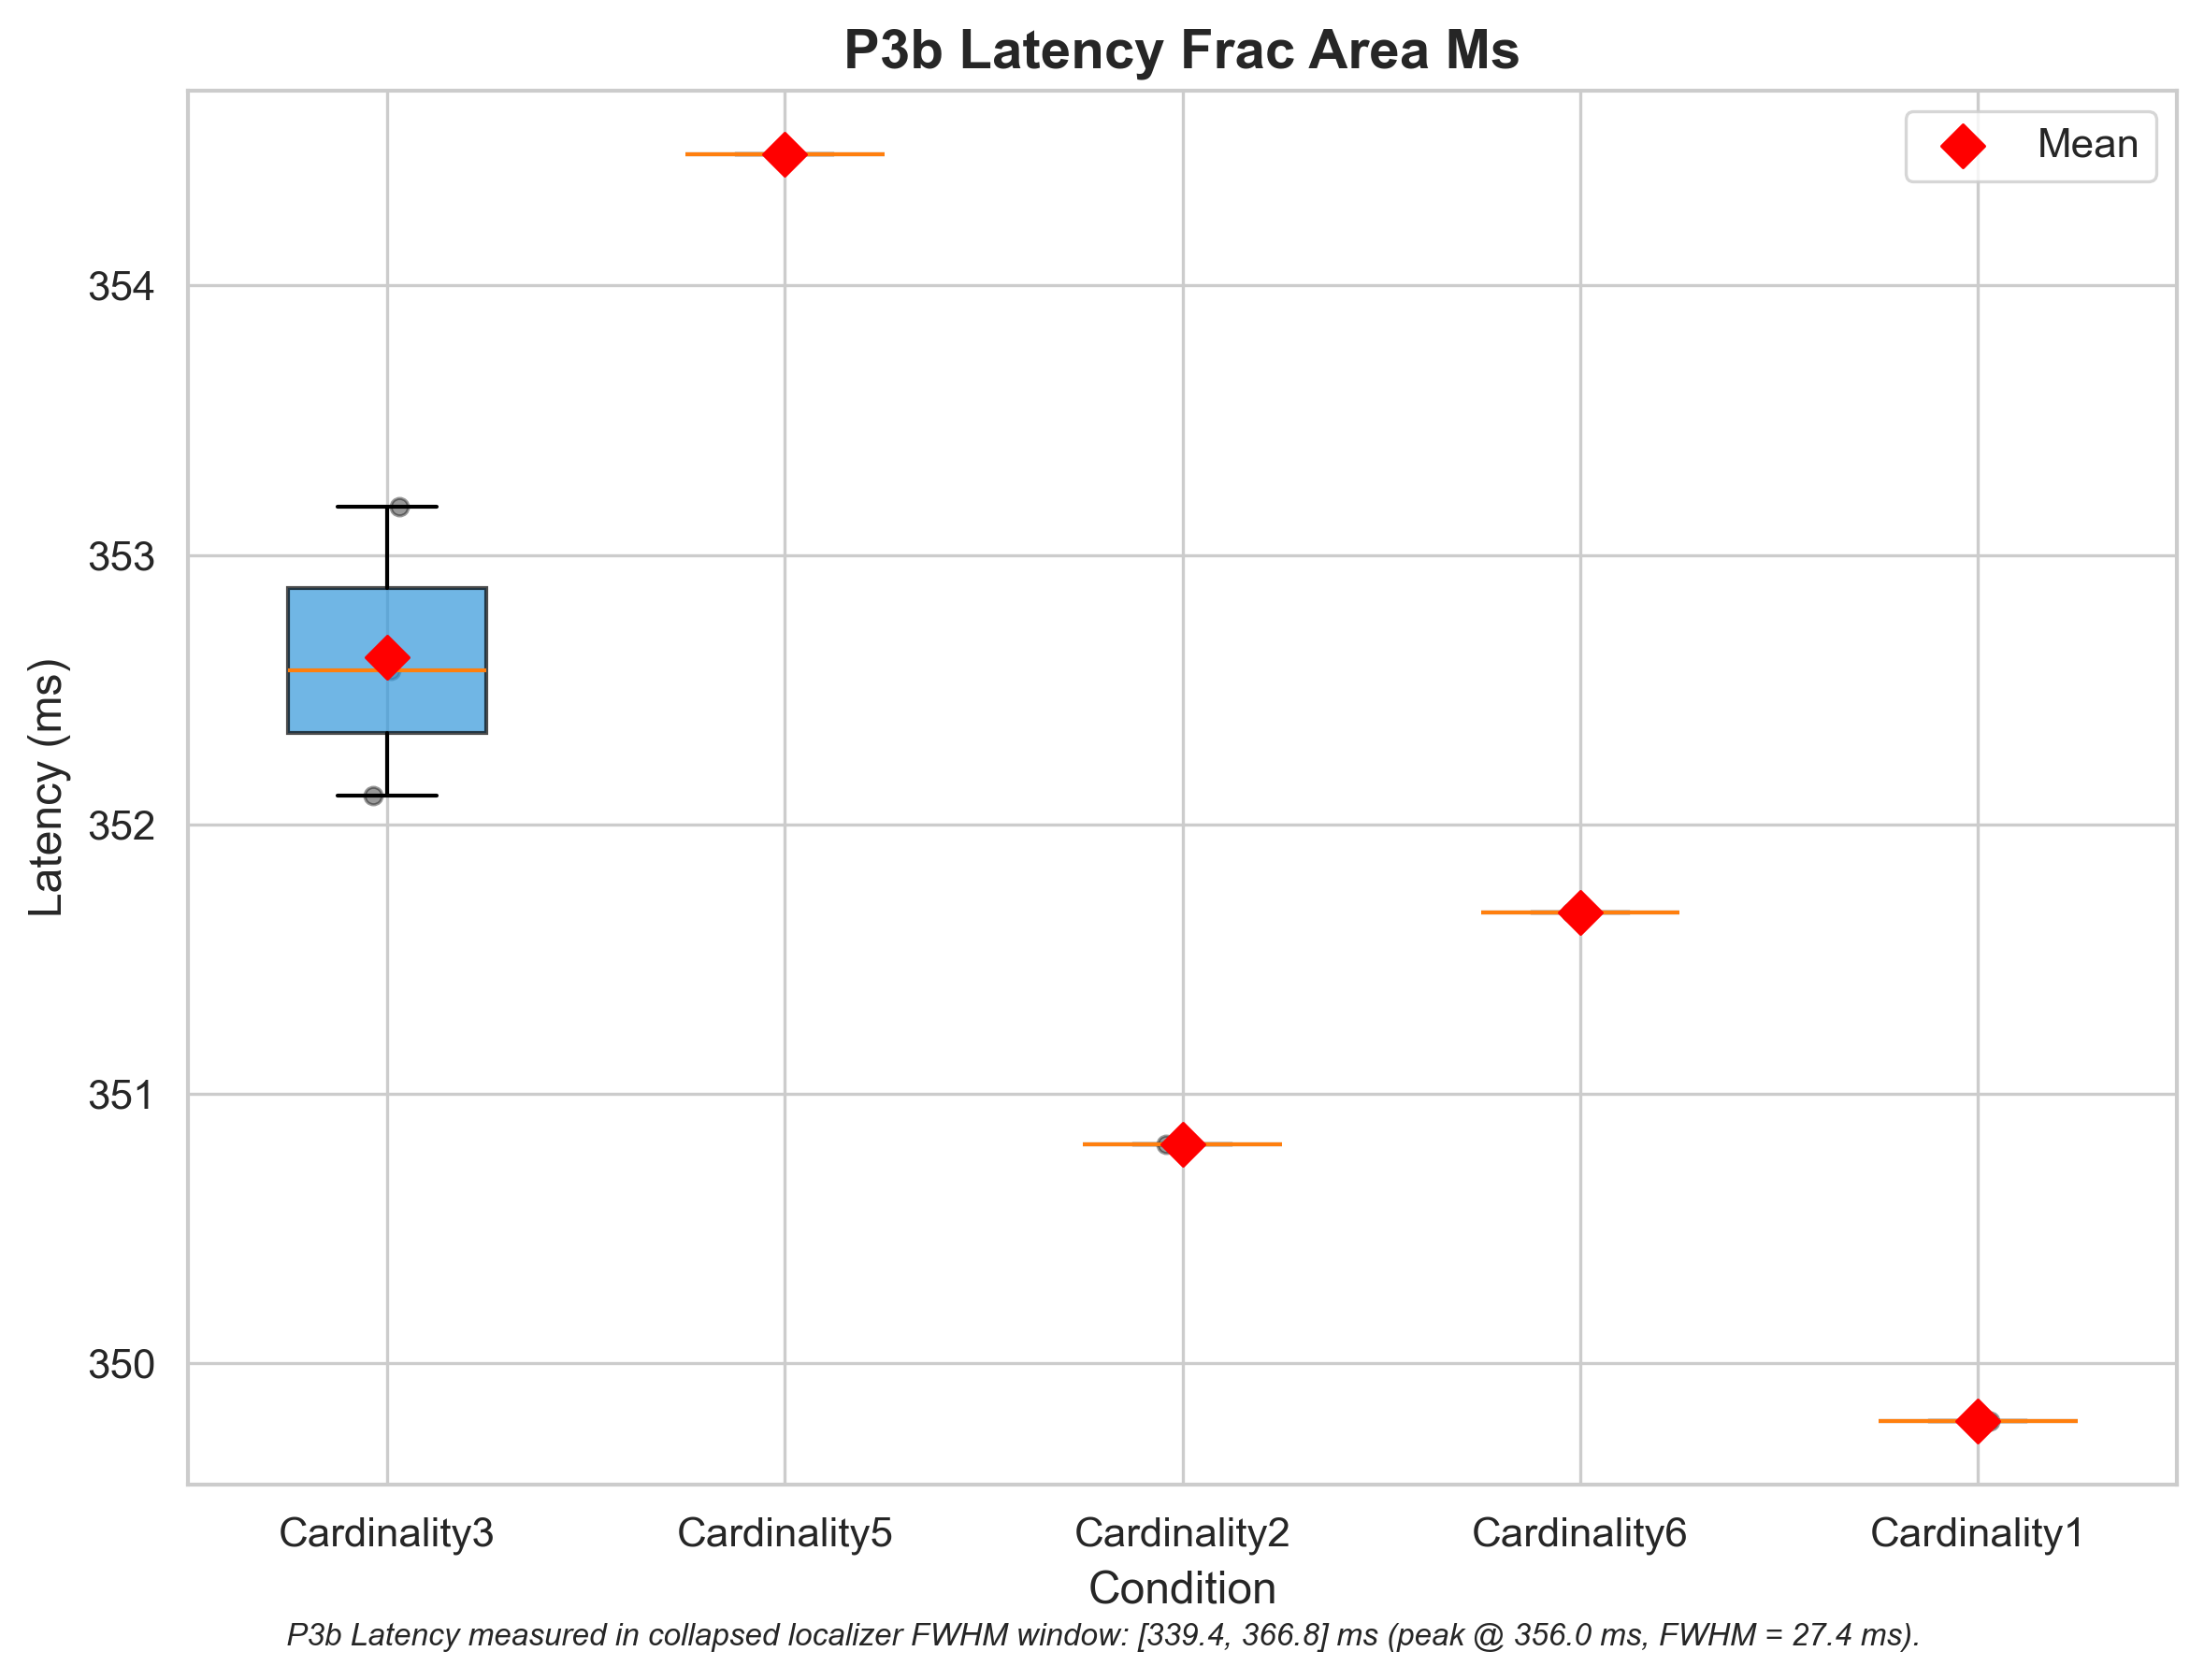 P3b Latency Frac Area Ms
Mean
354
353
352
351
350
Latency (ms)
Cardinality3
Cardinality5
Cardinality2
Cardinality6
Cardinality1
Condition
P3b Latency measured in collapsed localizer FWHM window: [339.4, 366.8] ms (peak @ 356.0 ms, FWHM = 27.4 ms).